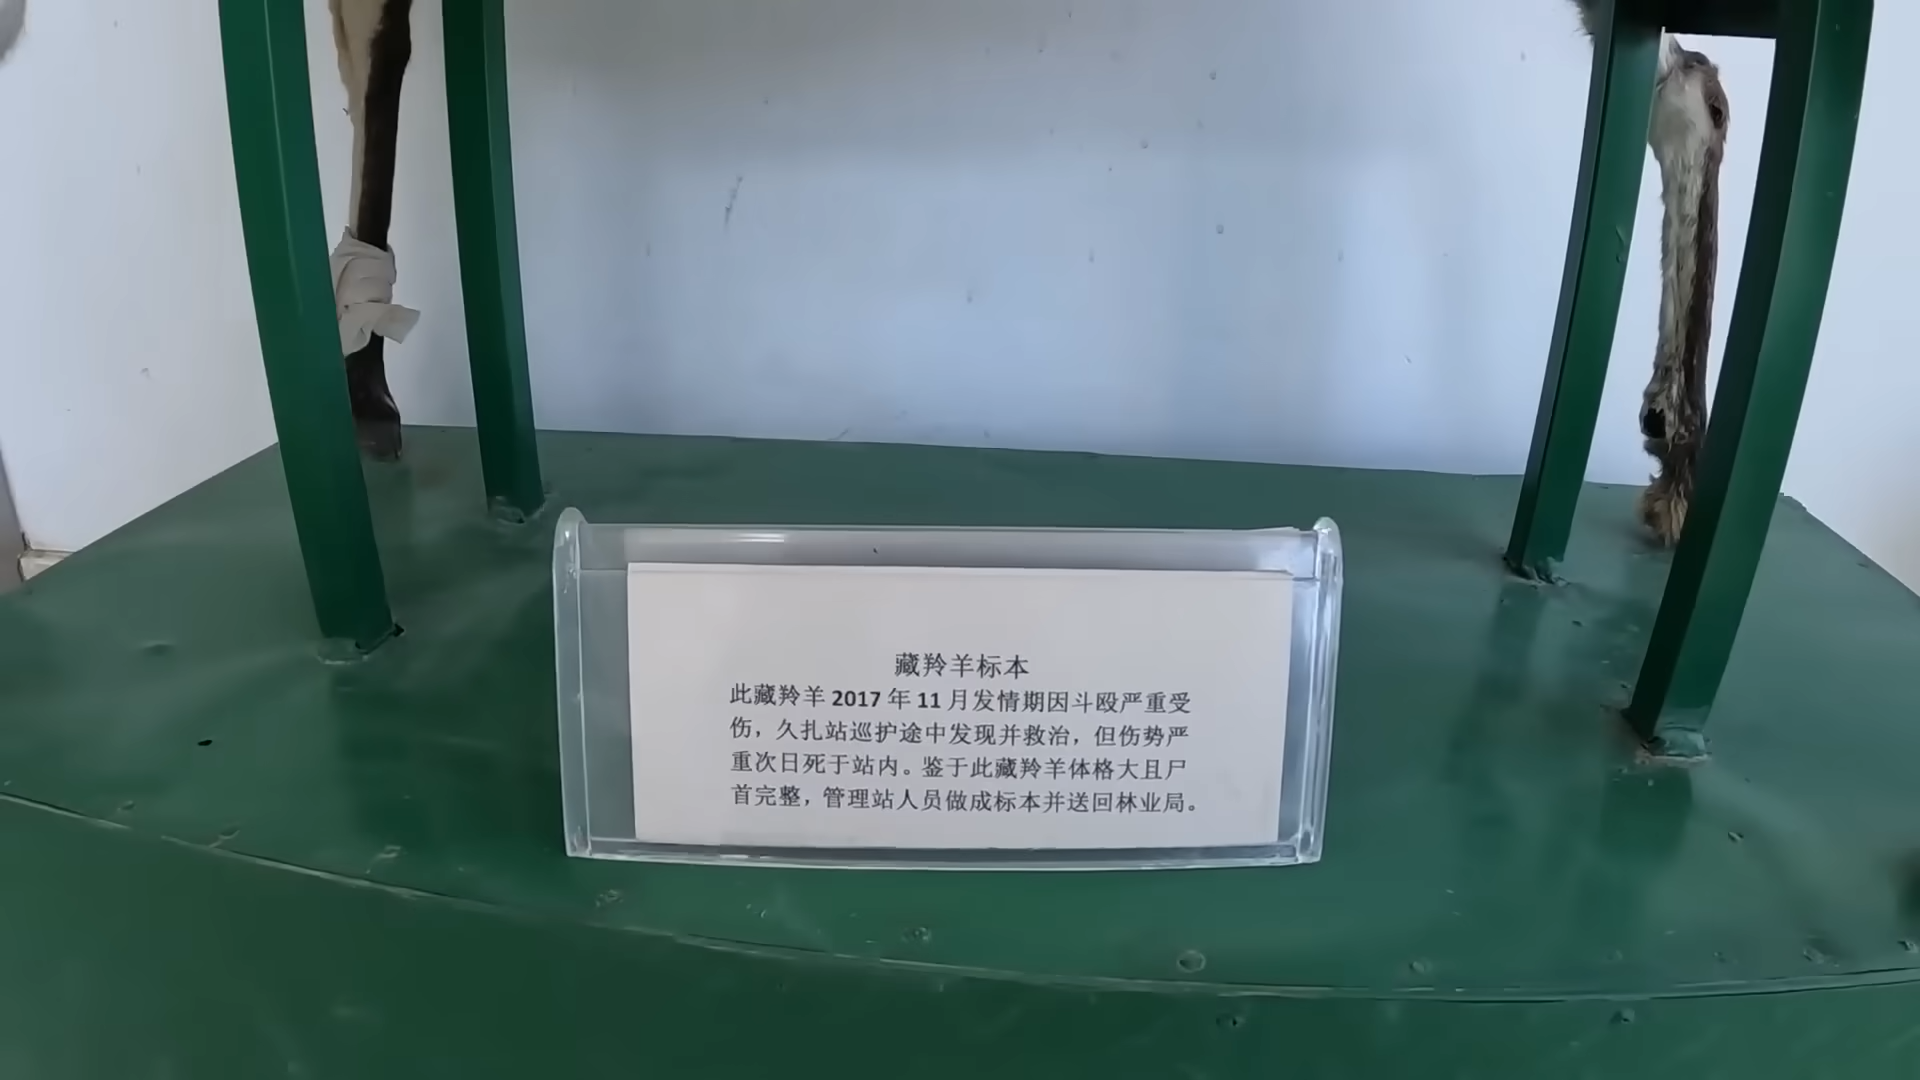 藏羚羊标本
此藏羚羊 2017 年 11 月发情期因斗殴严重受
伤，久扎站巡护途中发现并救治，但伤势严
重次日死于站内。鉴于此藏羚羊体格大且尸
首完整，管理站人员做成标本并送回林业局。